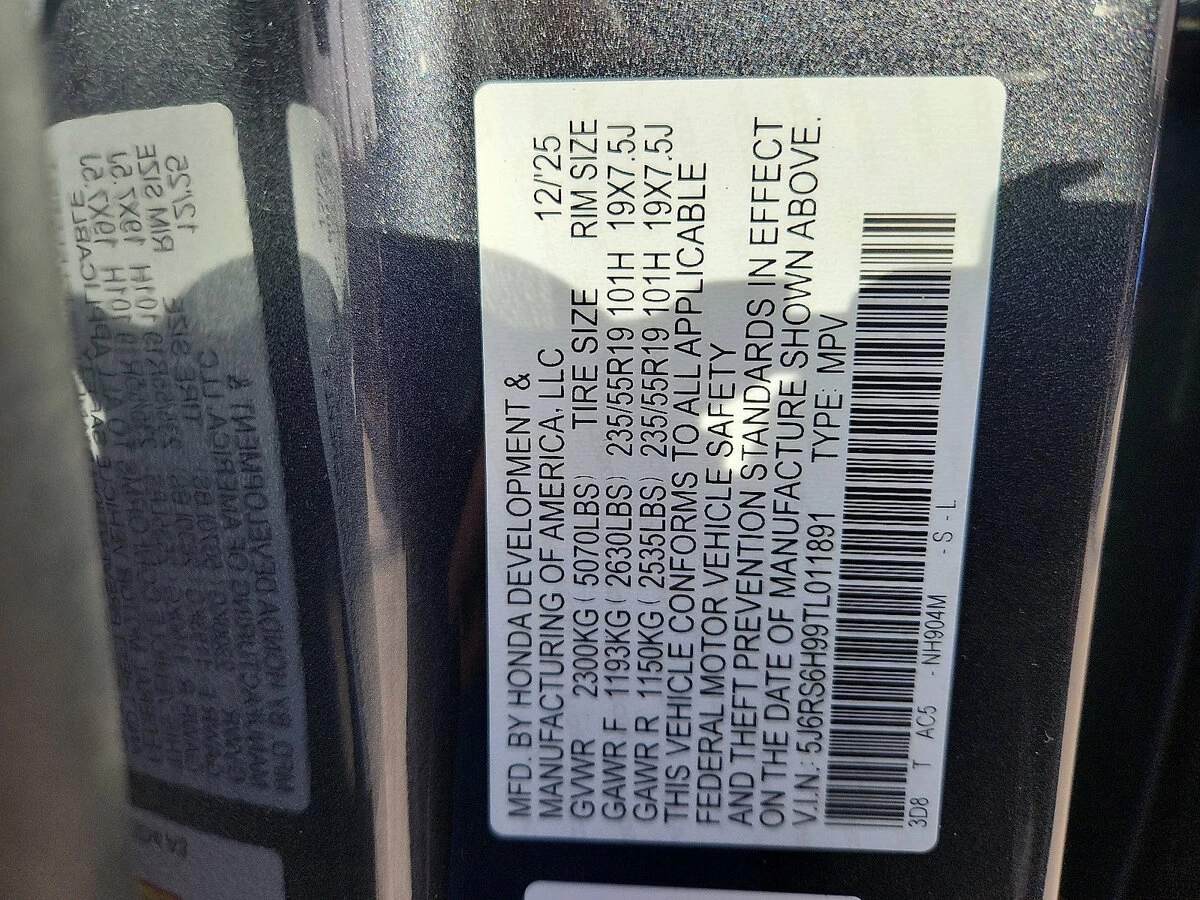 MFD. BY HONDA DEVELOPMENT &
MANUFACTURING OF AMERICA, LLC 12/'25
GVWR 2300KG ( 5070LBS) TIRE SIZE RIM SIZE
GAWR F 1193KG ( 2630LBS) 235/55R19 101H 19X7.5J
GAWR R 1150KG ( 2535LBS) 235/55R19 101H 19X7.5J
THIS VEHICLE CONFORMS TO ALL APPLICABLE
FEDERAL MOTOR VEHICLE SAFETY
AND THEFT PREVENTION STANDARDS IN EFFECT
ON THE DATE OF MANUFACTURE SHOWN ABOVE.
V.I.N.: 5J6RS6H99TL011891 TYPE: MPV
3D8 T AC5 - NH904M - S - L